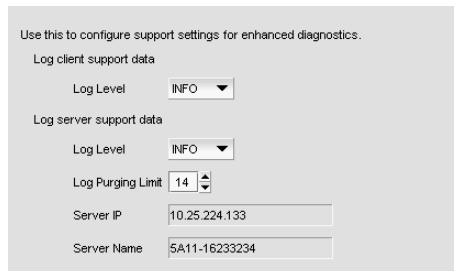 Use this to configure support settings for enhanced diagnostics.
Log client support data
Log Level INFO
Log server support data
Log Level INFO
Log Purging Limit 14
Server IP 10.25.224.133
Server Name 5A11-16233234